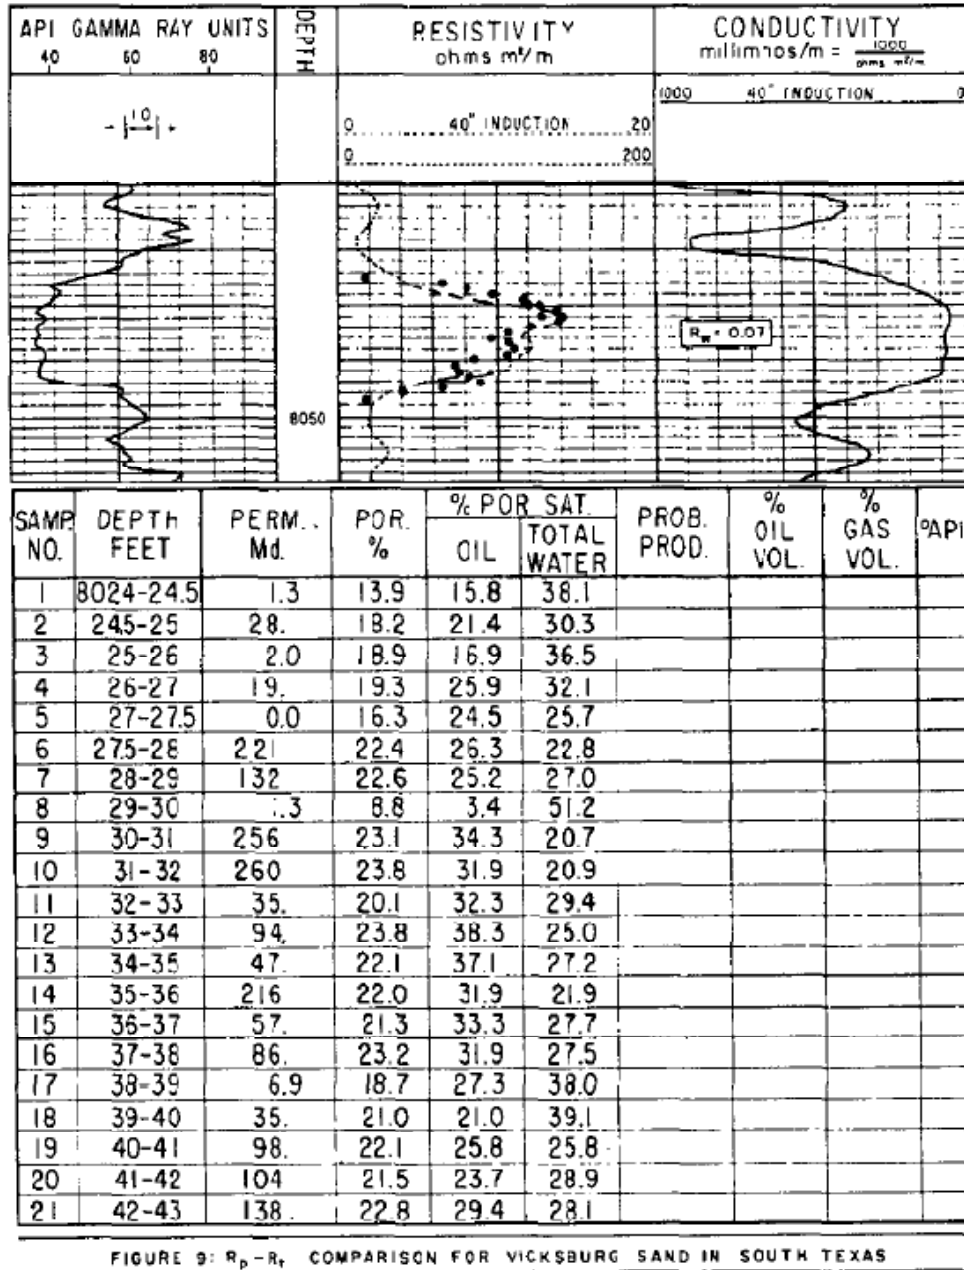 API GAMMA RAY UNITS
40 60 80
10
DEPTH
RESISTIVITY
ohms m²/m
0 40" INDUCTION 20
0 200
CONDUCTIVITY
millimhos/m = 1000
ohms m²/m
1000 40" INDUCTION 0
Rw = 0.07
8050
SAMP. NO. DEPTH FEET PERM. Md. POR. % % POR. SAT. OIL TOTAL WATER PROB. PROD. % OIL VOL. % GAS VOL. °API
1 8024-24.5 1.3 13.9 15.8 38.1
2 24.5-25 28. 18.2 21.4 30.3
3 25-26 2.0 18.9 16.9 36.5
4 26-27 19. 19.3 25.9 32.1
5 27-27.5 0.0 16.3 24.5 25.7
6 27.5-28 221 22.4 26.3 22.8
7 28-29 132 22.6 25.2 27.0
8 29-30 .3 8.8 3.4 51.2
9 30-31 256 23.1 34.3 20.7
10 31-32 260 23.8 31.9 20.9
11 32-33 35. 20.1 32.3 29.4
12 33-34 94. 23.8 38.3 25.0
13 34-35 47. 22.1 37.1 27.2
14 35-36 216 22.0 31.9 21.9
15 36-37 57. 21.3 33.3 27.7
16 37-38 86. 23.2 31.9 27.5
17 38-39 6.9 18.7 27.3 38.0
18 39-40 35. 21.0 21.0 39.1
19 40-41 98. 22.1 25.8 25.8
20 41-42 104 21.5 23.7 28.9
21 42-43 138. 22.8 29.4 28.1
FIGURE 9: Rp-Rt COMPARISON FOR VICKSBURG SAND IN SOUTH TEXAS